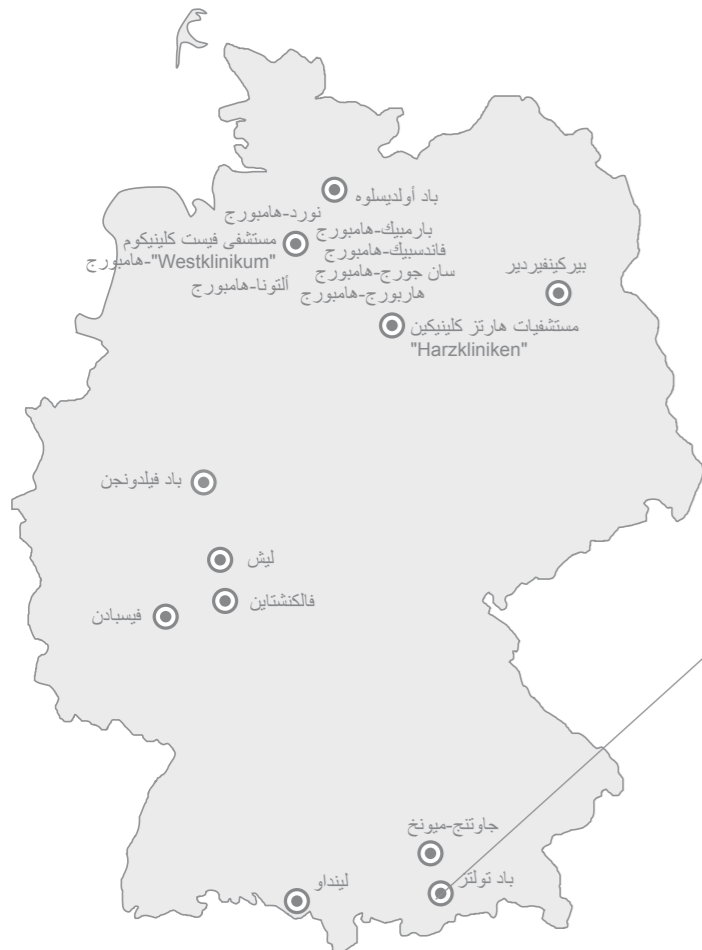 باد أولديسلوه
نورد-هامبورج
بارمبيك-هامبورج
مستشفى فيست كلينيكوم
فاندسبيك-هامبورج
"Westklinikum"-هامبورج
سان جورج-هامبورج
ألتونا-هامبورج
هاربورج-هامبورج
بيركينفيردير
مستشفيات هارتز كلينيكين
"Harzkliniken"
باد فيلدونجن
ليش
فالكنشتاين
فيسبادن
جاوتنج-ميونخ
باد تولتز
لينداو